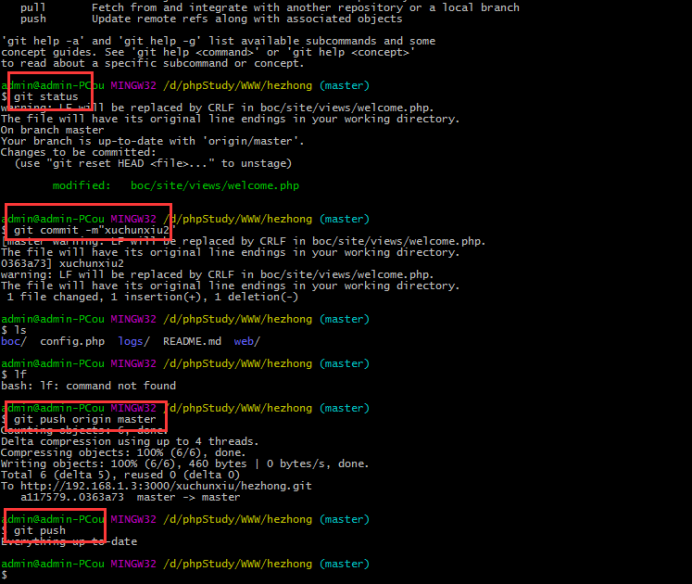 pull       Fetch from and integrate with another repository or a local branch
push       Update remote refs along with associated objects
'git help -a' and 'git help -g' list available subcommands and some
concept guides. See 'git help <command>' or 'git help <concept>'
to read about a specific subcommand or concept.
admin@admin-PCou MINGW32 /d/phpStudy/WWW/hezhong (master)
$ git status
warning: LF will be replaced by CRLF in boc/site/views/welcome.php.
The file will have its original line endings in your working directory.
On branch master
Your branch is up-to-date with 'origin/master'.
Changes to be committed:
(use "git reset HEAD <file>..." to unstage)
modified:   boc/site/views/welcome.php
admin@admin-PCou MINGW32 /d/phpStudy/WWW/hezhong (master)
$ git commit -m"xuchunxiu2"
[master warning: LF will be replaced by CRLF in boc/site/views/welcome.php.
The file will have its original line endings in your working directory.
0363a73] xuchunxiu2
warning: LF will be replaced by CRLF in boc/site/views/welcome.php.
The file will have its original line endings in your working directory.
1 file changed, 1 insertion(+), 1 deletion(-)
admin@admin-PCou MINGW32 /d/phpStudy/WWW/hezhong (master)
$ ls
boc/  config.php  logs/  README.md  web/
admin@admin-PCou MINGW32 /d/phpStudy/WWW/hezhong (master)
$ lf
bash: lf: command not found
admin@admin-PCou MINGW32 /d/phpStudy/WWW/hezhong (master)
$ git push origin master
Counting objects: 6, done.
Delta compression using up to 4 threads.
Compressing objects: 100% (6/6), done.
Writing objects: 100% (6/6), 460 bytes | 0 bytes/s, done.
Total 6 (delta 5), reused 0 (delta 0)
To http://192.168.1.3:3000/xuchunxiu/hezhong.git
a117579..0363a73  master -> master
admin@admin-PCou MINGW32 /d/phpStudy/WWW/hezhong (master)
$ git push
Everything up-to-date
admin@admin-PCou MINGW32 /d/phpStudy/WWW/hezhong (master)
$